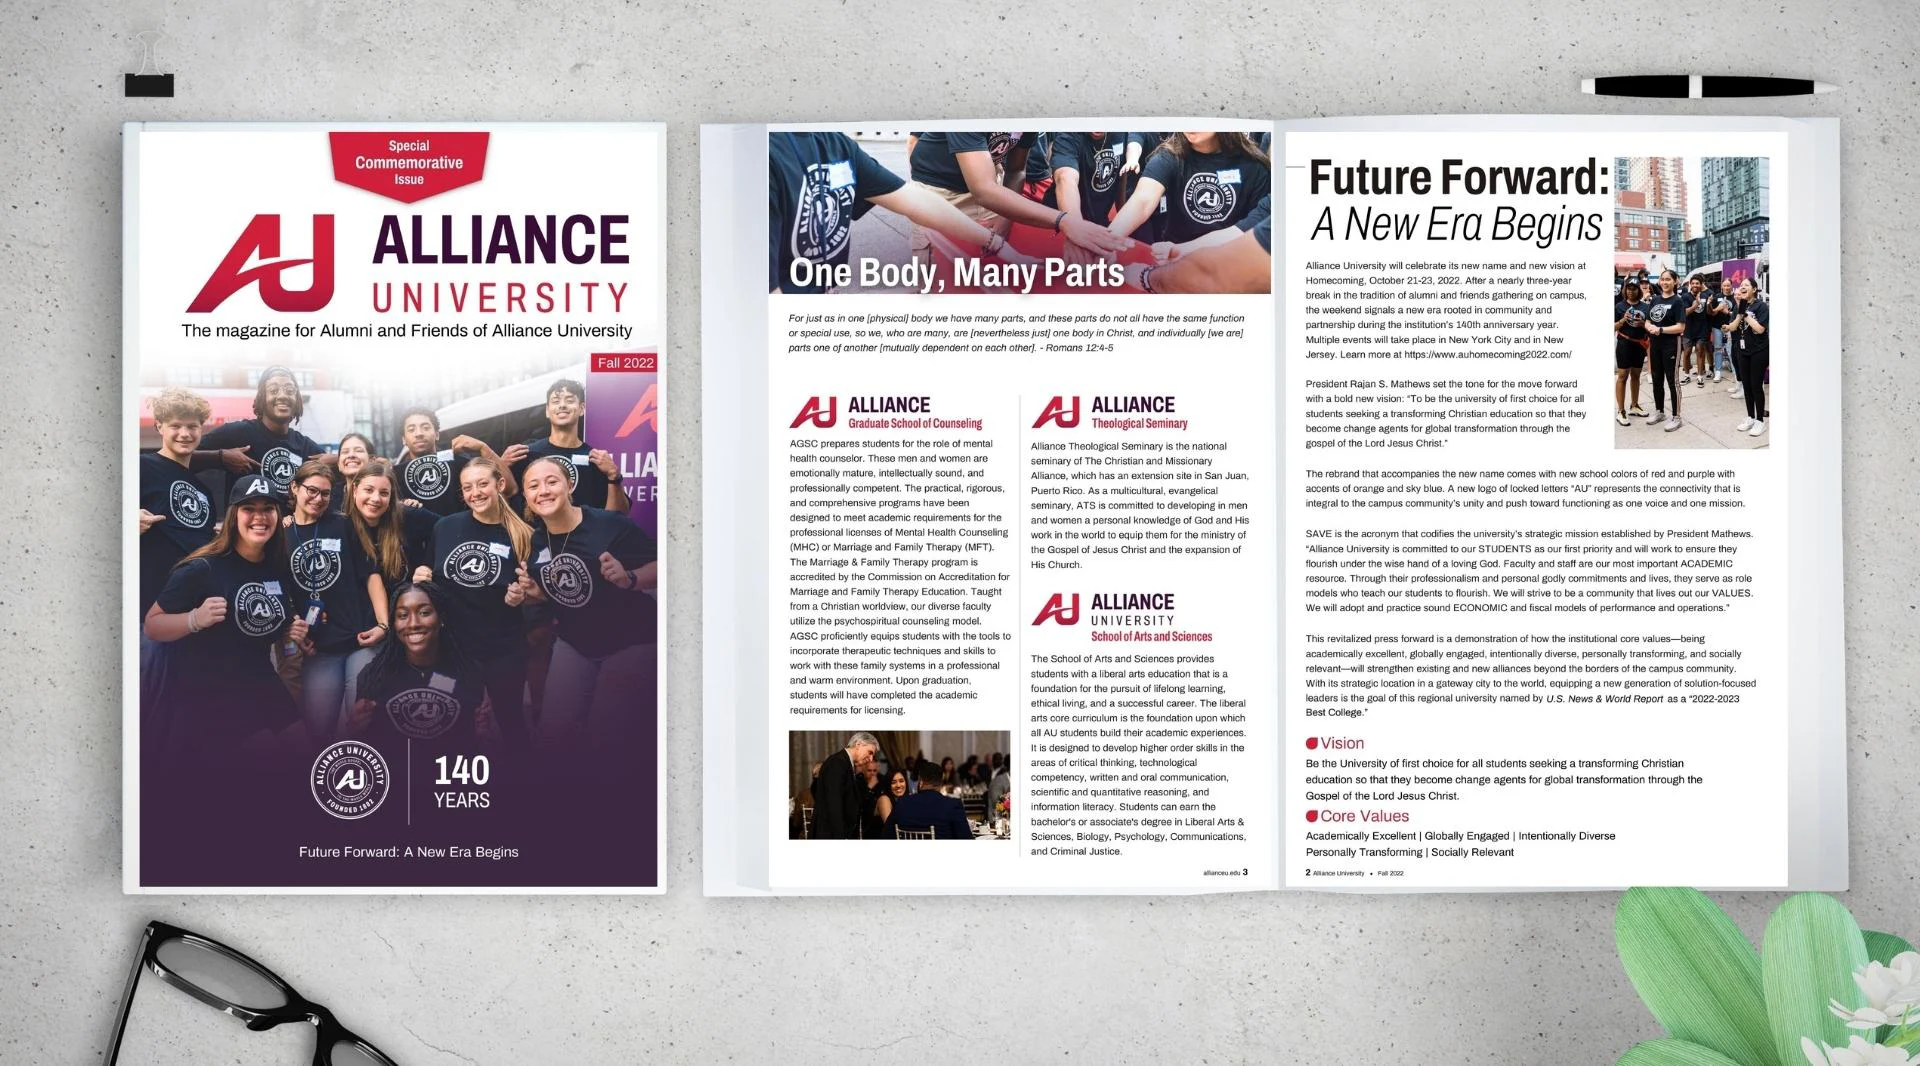 Special
Commemorative
Issue
AU ALLIANCE
UNIVERSITY
The magazine for Alumni and Friends of Alliance University
Fall 2022
ALLIANCE UNIVERSITY
AU
FOUNDED 1882
140
YEARS
Future Forward: A New Era Begins
One Body, Many Parts
For just as in one [physical] body we have many parts, and these parts do not all have the same function
or special use, so we, who are many, are [nevertheless just] one body in Christ, and individually [we are]
parts one of another [mutually dependent on each other]. - Romans 12:4-5
AU ALLIANCE
Graduate School of Counseling
AGSC prepares students for the role of mental
health counselor. These men and women are
emotionally mature, intellectually sound, and
professionally competent. The practical, rigorous,
and comprehensive programs have been
designed to meet academic requirements for the
professional licenses of Mental Health Counseling
(MHC) or Marriage and Family Therapy (MFT).
The Marriage & Family Therapy program is
accredited by the Commission on Accreditation for
Marriage and Family Therapy Education. Taught
from a Christian worldview, our diverse faculty
utilize the psychospiritual counseling model.
AGSC proficiently equips students with the tools to
incorporate therapeutic techniques and skills to
work with these family systems in a professional
and warm environment. Upon graduation,
students will have completed the academic
requirements for licensing.
AU ALLIANCE
Theological Seminary
Alliance Theological Seminary is the national
seminary of The Christian and Missionary
Alliance, which has an extension site in San Juan,
Puerto Rico. As a multicultural, evangelical
seminary, ATS is committed to developing in men
and women a personal knowledge of God and His
work in the world to equip them for the ministry of
the Gospel of Jesus Christ and the expansion of
His Church.
AU ALLIANCE
UNIVERSITY
School of Arts and Sciences
The School of Arts and Sciences provides
students with a liberal arts education that is a
foundation for the pursuit of lifelong learning,
ethical living, and a successful career. The liberal
arts core curriculum is the foundation upon which
all AU students build their academic experiences.
It is designed to develop higher order skills in the
areas of critical thinking, technological
competency, written and oral communication,
scientific and quantitative reasoning, and
information literacy. Students can earn the
bachelor's or associate's degree in Liberal Arts &
Sciences, Biology, Psychology, Communications,
and Criminal Justice.
allianceu.edu 3
Future Forward:
A New Era Begins
Alliance University will celebrate its new name and new vision at
Homecoming, October 21-23, 2022. After a nearly three-year
break in the tradition of alumni and friends gathering on campus,
the weekend signals a new era rooted in community and
partnership during the institution's 140th anniversary year.
Multiple events will take place in New York City and in New
Jersey. Learn more at https://www.auhomecoming2022.com/
President Rajan S. Mathews set the tone for the move forward
with a bold new vision: “To be the university of first choice for all
students seeking a transforming Christian education so that they
become change agents for global transformation through the
gospel of the Lord Jesus Christ.”
The rebrand that accompanies the new name comes with new school colors of red and purple with
accents of orange and sky blue. A new logo of locked letters “AU” represents the connectivity that is
integral to the campus community's unity and push toward functioning as one voice and one mission.
SAVE is the acronym that codifies the university's strategic mission established by President Mathews.
“Alliance University is committed to our STUDENTS as our first priority and will work to ensure they
flourish under the wise hand of a loving God. Faculty and staff are our most important ACADEMIC
resource. Through their professionalism and personal godly commitments and lives, they serve as role
models who teach our students to flourish. We will strive to be a community that lives out our VALUES.
We will adopt and practice sound ECONOMIC and fiscal models of performance and operations.”
This revitalized press forward is a demonstration of how the institutional core values—being
academically excellent, globally engaged, intentionally diverse, personally transforming, and socially
relevant—will strengthen existing and new alliances beyond the borders of the campus community.
With its strategic location in a gateway city to the world, equipping a new generation of solution-focused
leaders is the goal of this regional university named by U.S. News & World Report as a “2022-2023
Best College.”
Vision
Be the University of first choice for all students seeking a transforming Christian
education so that they become change agents for global transformation through the
Gospel of the Lord Jesus Christ.
Core Values
Academically Excellent | Globally Engaged | Intentionally Diverse
Personally Transforming | Socially Relevant
2 Alliance University • Fall 2022